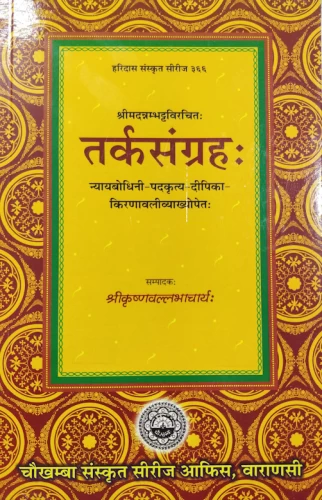 हरिदास संस्कृत सीरीज ३६६
श्रीमदन्नम्भट्टविरचितः
तर्कसंग्रहः
न्यायबोधिनी-पदकृत्य-दीपिका-
किरणावलीव्याख्योपेतः
सम्पादकः
श्रीकृष्णवल्लभाचार्यः
चौखम्बा संस्कृत सीरीज आफिस, वाराणसी